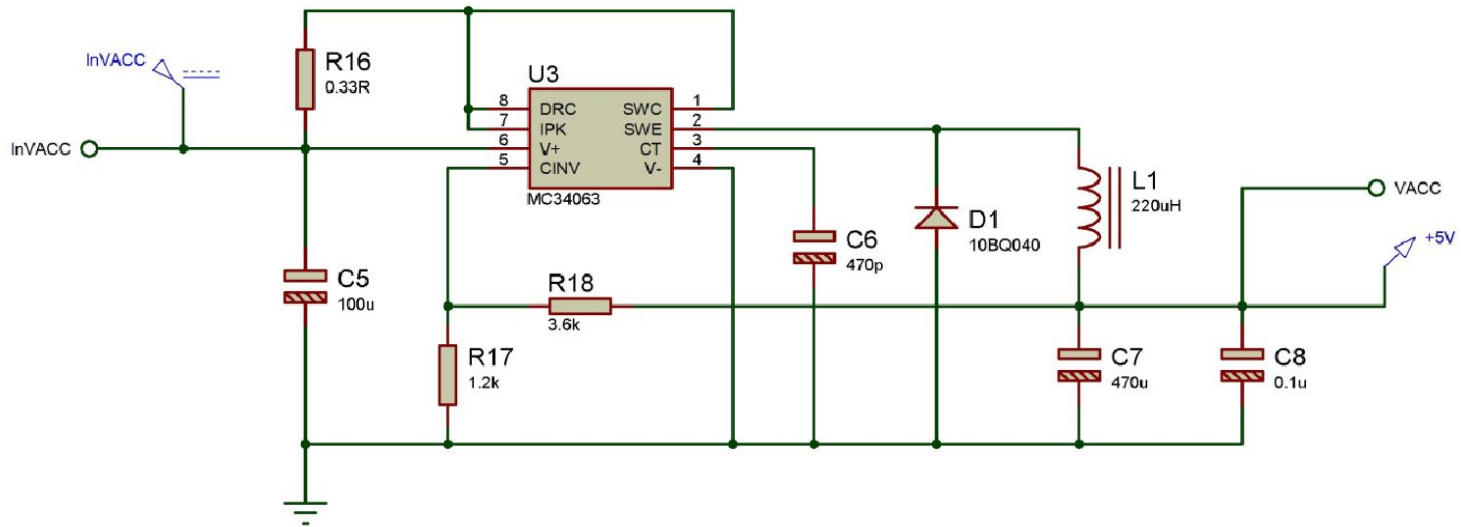 InVACC
InVACC
R16
0.33R
C5
100u
U3
8 DRC SWC 1
7 IPK SWE 2
6 V+ CT 3
5 CINV V- 4
MC34063
R18
3.6k
R17
1.2k
C6
470p
D1
10BQ040
L1
220uH
VACC
+5V
C7
470u
C8
0.1u